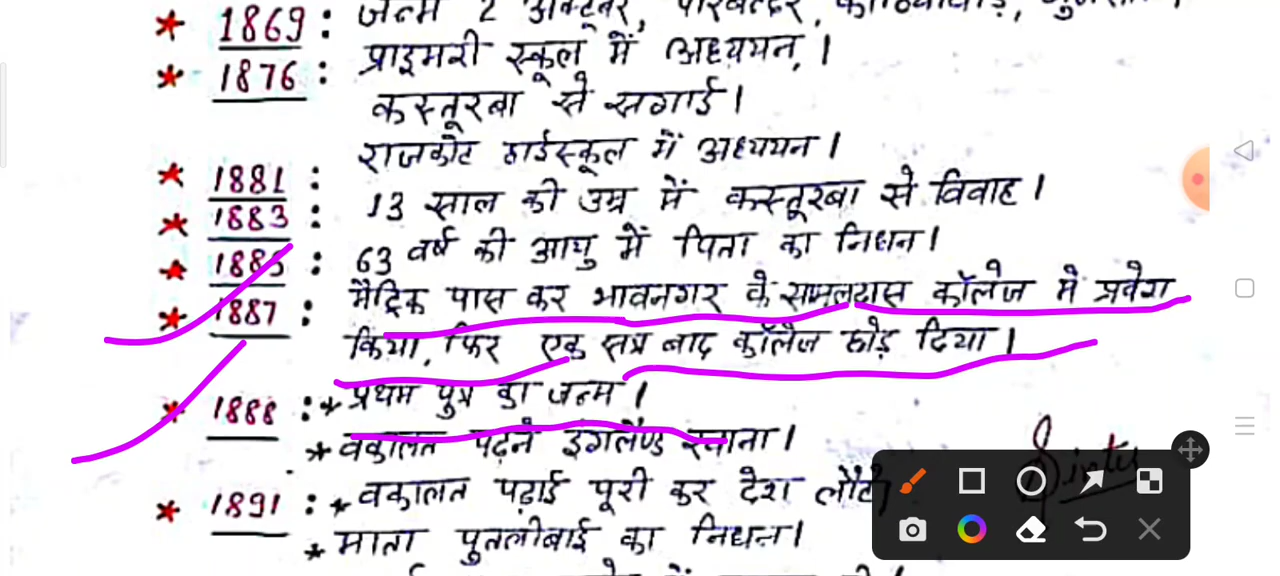 * 1869 : जन्म 2 अक्टूबर, पोरबन्दर, काठियावाड़,
* 1876 : प्राइमरी स्कूल में अध्ययन, ।
कस्तूरबा से सगाई ।
राजकोट हाईस्कूल में अध्ययन ।
* 1881 :
* 1883 : 13 साल की उम्र में कस्तूरबा से विवाह ।
* 1885 : 63 वर्ष की आयु में पिता का निधन ।
* 1887 : मैट्रिक पास कर भावनगर के सामलदास कॉलेज में प्रवेश
किया, फिर एक सत्र बाद कॉलेज छोड़ दिया ।
* 1888 : * प्रथम पुत्र का जन्म ।
* वकालत पढ़ने इंगलैण्ड रवाना ।
* 1891 : * वकालत पढ़ाई पूरी कर देश लौटे
* माता पुतलीबाई का निधन ।